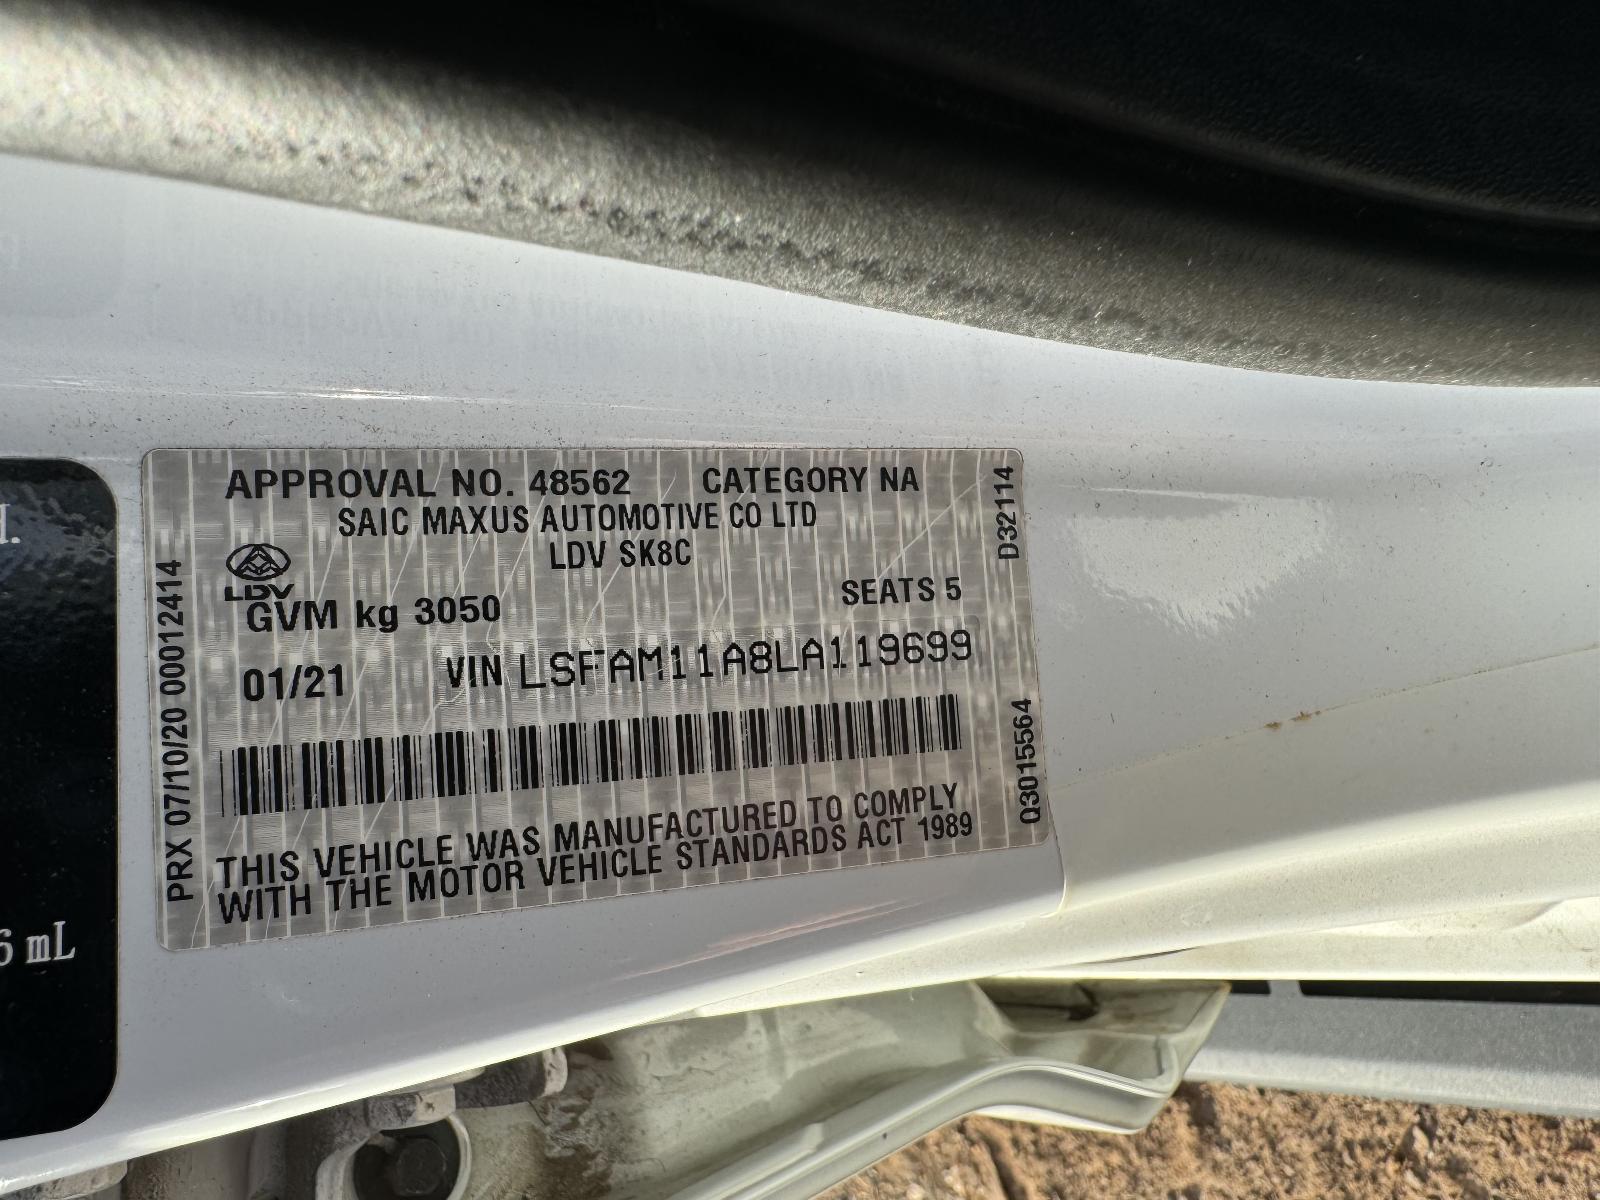 APPROVAL NO. 48562 CATEGORY NA
SAIC MAXUS AUTOMOTIVE CO LTD
LDV SK8C
LDV
GVM kg 3050 SEATS 5
01/21 VIN LSFAM11A8LA119699
THIS VEHICLE WAS MANUFACTURED TO COMPLY
WITH THE MOTOR VEHICLE STANDARDS ACT 1989
PRX 07/10/20 00012414
D32114
Q3015564
6 mL